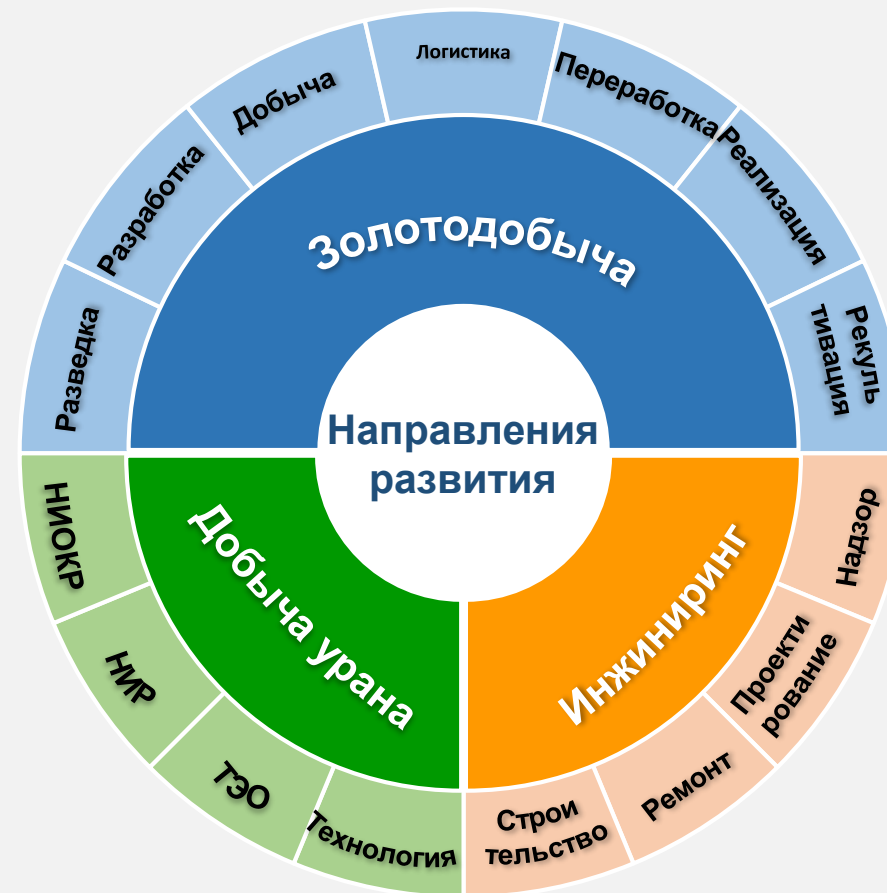 Направления
развития
Золотодобыча
Разведка
Разработка
Добыча
Логистика
Переработка
Реализация
Рекуль
тивация
Инжиниринг
Надзор
Проекти
рование
Ремонт
Строи
тельство
Добыча урана
Технология
ТЭО
НИР
НИОКР